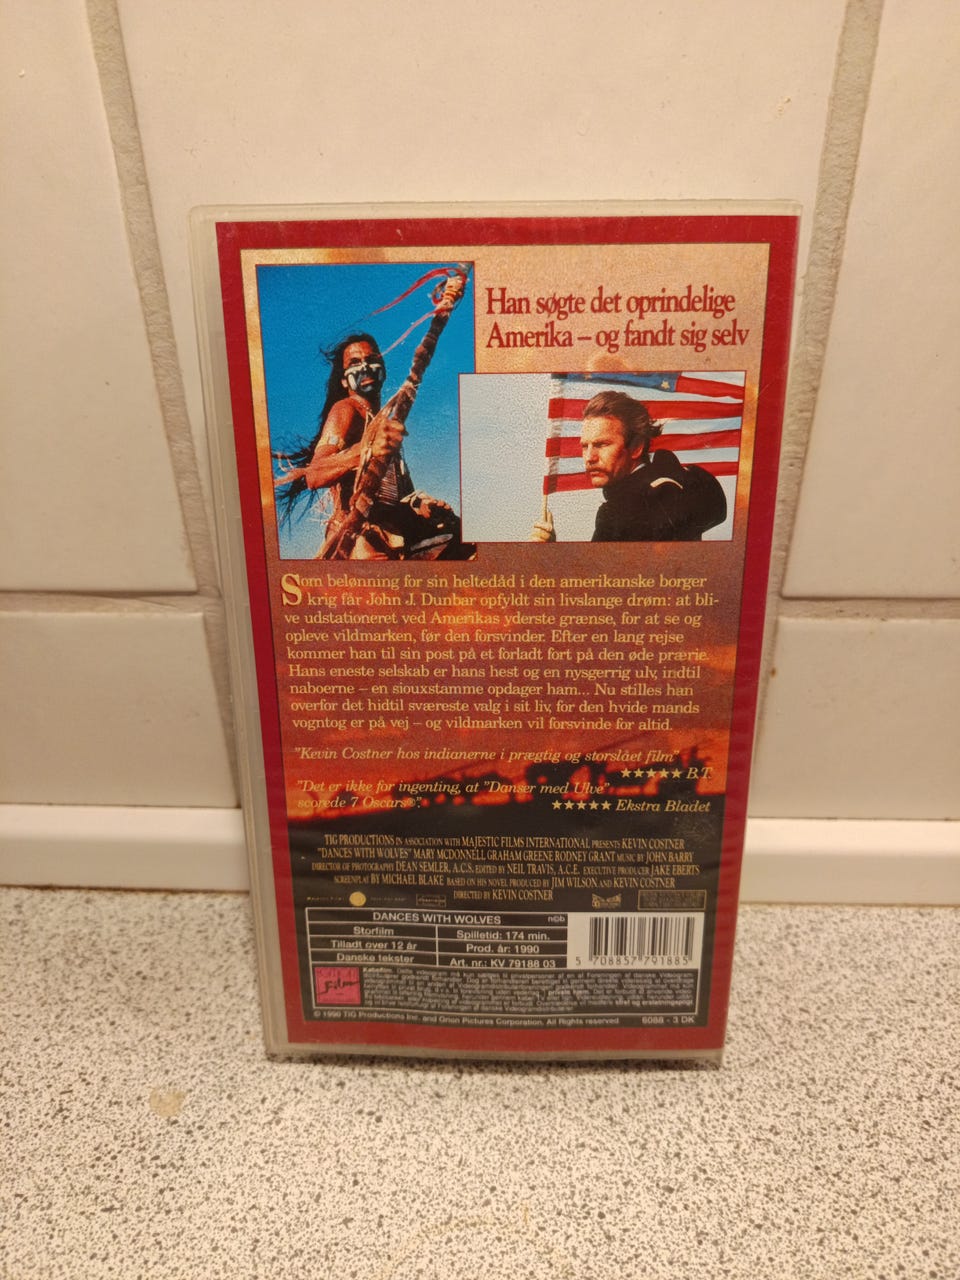 Han søgte det oprindelige
Amerika – og fandt sig selv
Som belønning for sin heltedåd i den amerikanske borger
krig får John J. Dunbar opfyldt sin livslange drøm: at bli-
ve udstationeret ved Amerikas yderste grænse, for at se og
opleve vildmarken, før den forsvinder. Efter en lang rejse
kommer han til sin post på et forladt fort på den øde prærie.
Hans eneste selskab er hans hest og en nysgerrig ulv, indtil
naboerne – en siouxstamme opdager ham... Nu stilles han
overfor det hidtil sværeste valg i sit liv, for den hvide mands
vogntog er på vej – og vildmarken vil forsvinde for altid.
"Kevin Costner hos indianerne i prægtig og storslået film"
★★★★★ B.T.
"Det er ikke for ingenting, at "Danser med Ulve"
scorede 7 Oscars®".
★★★★★ Ekstra Bladet
TIG PRODUCTIONS IN ASSOCIATION WITH MAJESTIC FILMS INTERNATIONAL PRESENTS KEVIN COSTNER
"DANCES WITH WOLVES" MARY MCDONNELL GRAHAM GREENE RODNEY GRANT MUSIC BY JOHN BARRY
DIRECTOR OF PHOTOGRAPHY DEAN SEMLER, A.C.S. EDITED BY NEIL TRAVIS, A.C.E. EXECUTIVE PRODUCER JAKE EBERTS
SCREENPLAY BY MICHAEL BLAKE BASED ON HIS NOVEL PRODUCED BY JIM WILSON AND KEVIN COSTNER
DIRECTED BY KEVIN COSTNER
DANCES WITH WOLVES
Storfilm
Spilletid: 174 min.
Tilladt over 12 år
Prod. år: 1990
Danske tekster
Art. nr.: KV 79188 03
5 708857 791885
Film
Købefilm.
© 1990 TIG Productions Inc. and Orion Pictures Corporation. All Rights reserved.
6088 - 3 DK